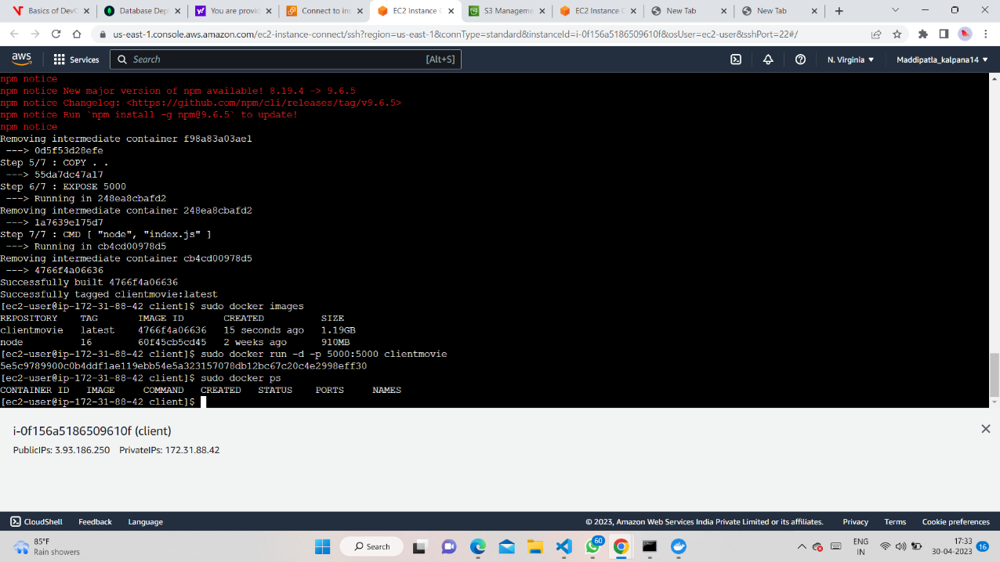 Basics of DevO
Database Depl
You are provid
Connect to ins
EC2 Instance C
S3 Manageme
EC2 Instance C
New Tab
New Tab
us-east-1.console.aws.amazon.com/ec2-instance-connect/ssh?region=us-east-1&connType=standard&instanceId=i-0f156a5186509610f&osUser=ec2-user&sshPort=22#/
aws
Services
Search
[Alt+S]
N. Virginia
Maddipatla_kalpana14
npm notice
npm notice New major version of npm available! 8.19.4 -> 9.6.5
npm notice Changelog: <https://github.com/npm/cli/releases/tag/v9.6.5>
npm notice Run `npm install -g npm@9.6.5` to update!
npm notice
Removing intermediate container f98a83a03ae1
---> 0d5f53d28efe
Step 5/7 : COPY . .
---> 55da7dc47a17
Step 6/7 : EXPOSE 5000
---> Running in 248ea8cbafd2
Removing intermediate container 248ea8cbafd2
---> 1a7639e175d7
Step 7/7 : CMD [ "node", "index.js" ]
---> Running in cb4cd00978d5
Removing intermediate container cb4cd00978d5
---> 4766f4a06636
Successfully built 4766f4a06636
Successfully tagged clientmovie:latest
[ec2-user@ip-172-31-88-42 client]$ sudo docker images
REPOSITORY TAG IMAGE ID CREATED SIZE
clientmovie latest 4766f4a06636 15 seconds ago 1.19GB
node 16 60f45cb5cd45 2 weeks ago 910MB
[ec2-user@ip-172-31-88-42 client]$ sudo docker run -d -p 5000:5000 clientmovie
5e5c9789900c0b4ddf1ae119ebb54e5a323157078db12bc67c20c4e2998eff30
[ec2-user@ip-172-31-88-42 client]$ sudo docker ps
CONTAINER ID IMAGE COMMAND CREATED STATUS PORTS NAMES
[ec2-user@ip-172-31-88-42 client]$
i-0f156a5186509610f (client)
PublicIPs: 3.93.186.250 PrivateIPs: 172.31.88.42
CloudShell
Feedback
Language
© 2023, Amazon Web Services India Private Limited or its affiliates.
Privacy
Terms
Cookie preferences
85°F
Rain showers
Search
60
ENG
IN
17:33
30-04-2023
16